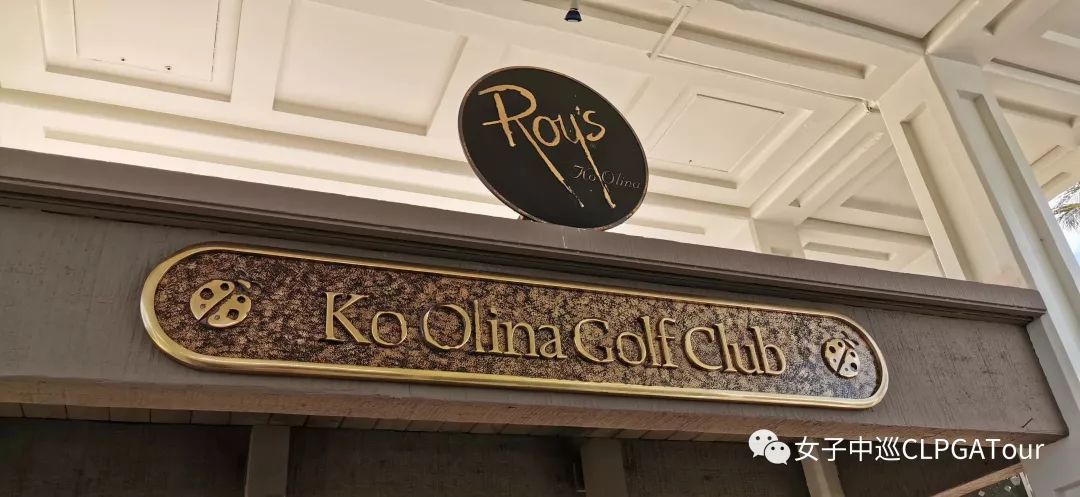 Roy's
Ko Olina
Ko Olina Golf Club
女子中巡CLPGATour